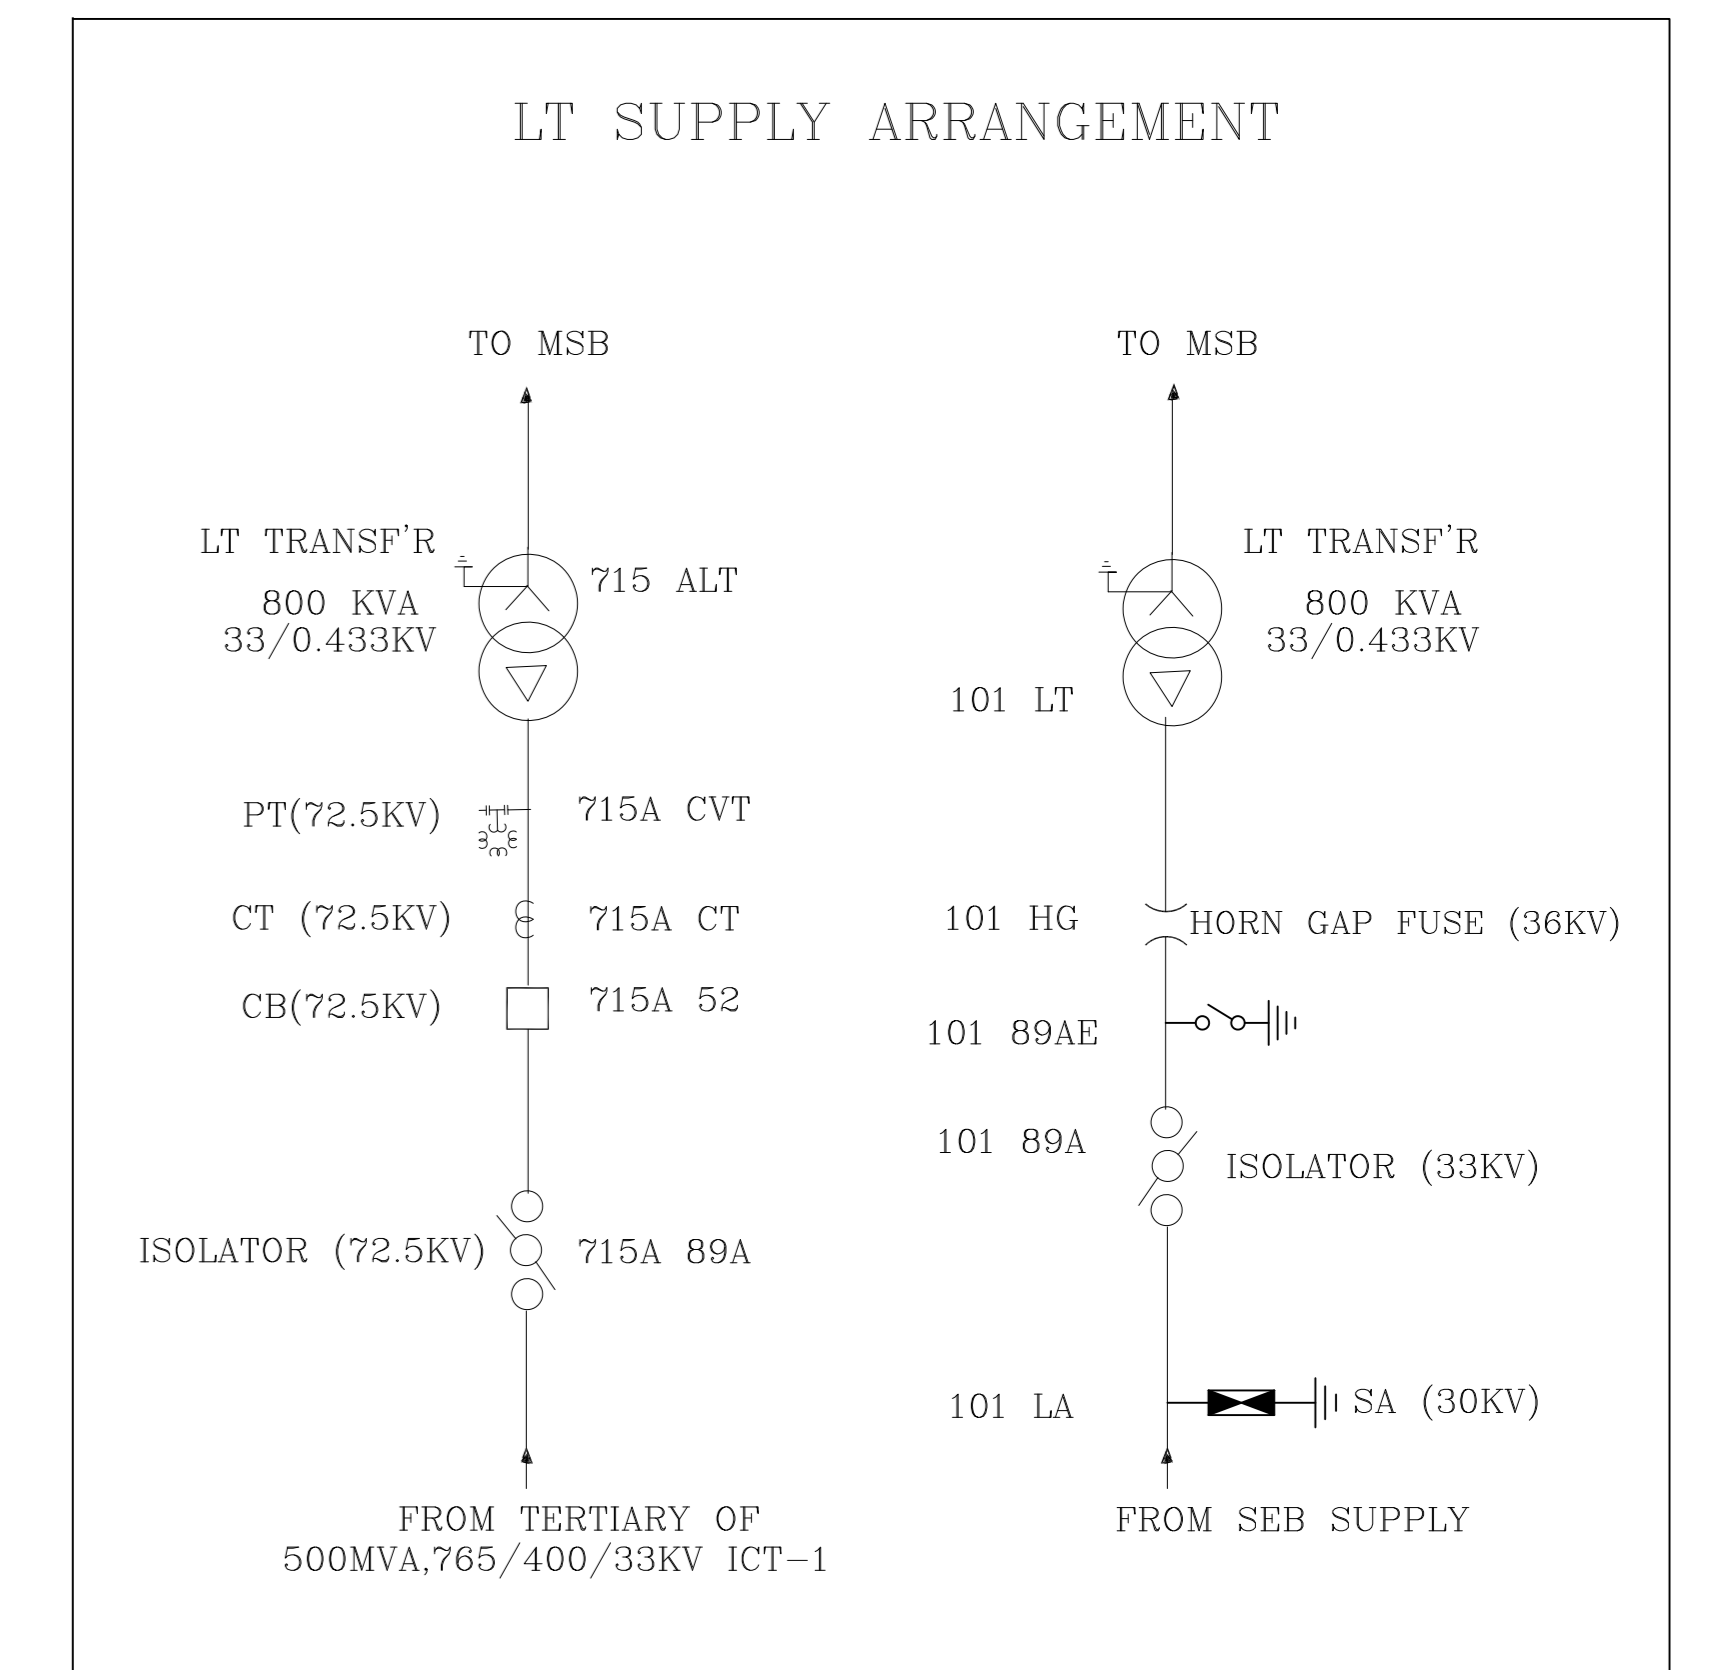 LT SUPPLY ARRANGEMENT
TO MSB
LT TRANSF'R
800 KVA
33/0.433KV
715 ALT
PT(72.5KV)
715A CVT
CT (72.5KV)
715A CT
CB(72.5KV)
715A 52
ISOLATOR (72.5KV)
715A 89A
FROM TERTIARY OF
500MVA,765/400/33KV ICT-1
TO MSB
LT TRANSF'R
800 KVA
33/0.433KV
101 LT
101 HG
HORN GAP FUSE (36KV)
101 89AE
101 89A
ISOLATOR (33KV)
101 LA
SA (30KV)
FROM SEB SUPPLY